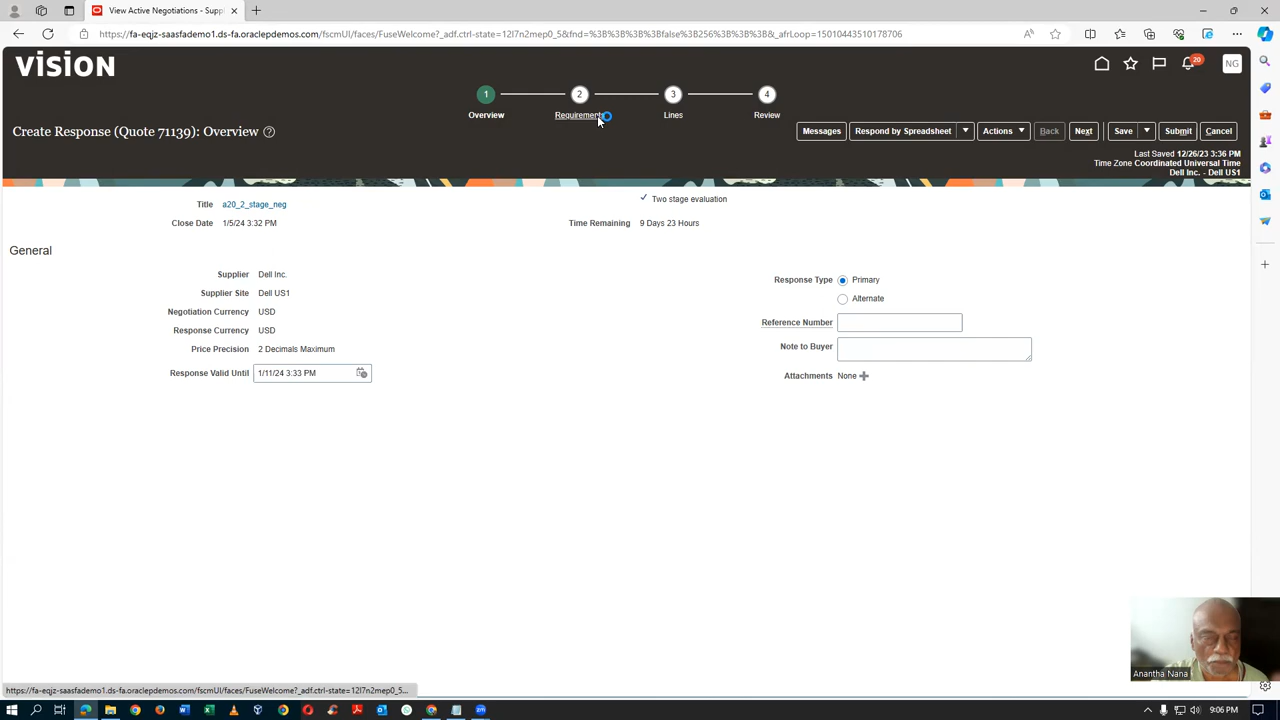 View Active Negotiations - Suppl
https://fa-eqjz-saasfademo1.ds-fa.oraclepdemos.com/fscmUI/faces/FuseWelcome?_adf.ctrl-state=12l7n2mep0_5&fnd=%3B%3B%3B%3Bfalse%3B256%3B%3B%3B&_afrLoop=15010443510178706
vision
20
NG
1
2
3
4
Overview
Requirements
Lines
Review
Create Response (Quote 71139): Overview
Messages
Respond by Spreadsheet
Actions
Back
Next
Save
Submit
Cancel
Last Saved 12/26/23 3:36 PM
Time Zone Coordinated Universal Time
Dell Inc. - Dell US1
Title a20_2_stage_neg
Two stage evaluation
Close Date 1/5/24 3:32 PM
Time Remaining 9 Days 23 Hours
General
Supplier Dell Inc.
Supplier Site Dell US1
Negotiation Currency USD
Response Currency USD
Price Precision 2 Decimals Maximum
Response Valid Until 1/11/24 3:33 PM
Response Type Primary
Alternate
Reference Number
Note to Buyer
Attachments None
Anantha Nana
https://fa-eqjz-saasfademo1.ds-fa.oraclepdemos.com/fscmUI/faces/FuseWelcome?_adf.ctrl-state=12l7n2mep0_5...
9:06 PM